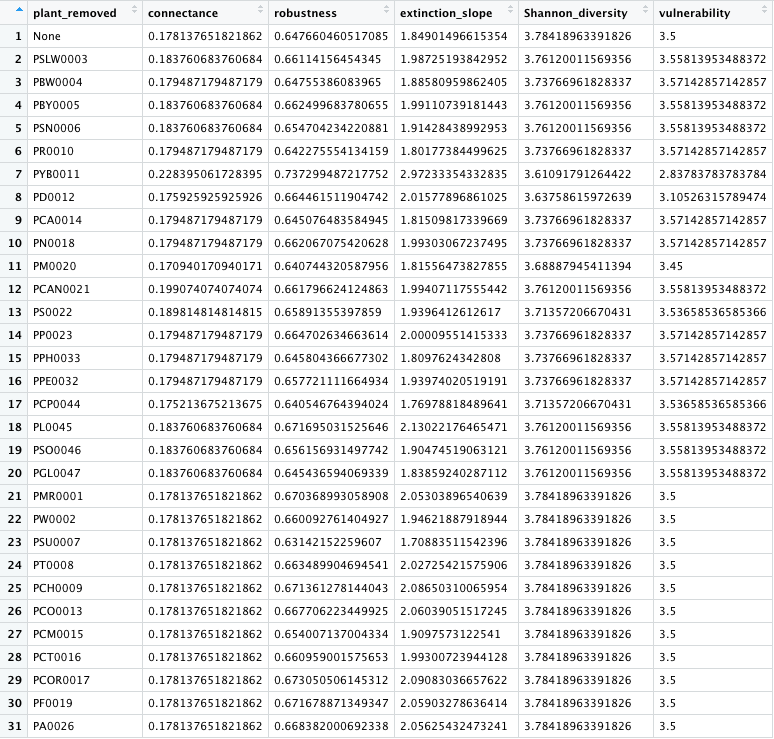 plant_removed connectance robustness extinction_slope Shannon_diversity vulnerability
1 None 0.178137651821862 0.647660460517085 1.84901496615354 3.78418963391826 3.5
2 PSLW0003 0.183760683760684 0.66114156454345 1.98725193842952 3.76120011569356 3.55813953488372
3 PBW0004 0.179487179487179 0.64755386083965 1.88580959862405 3.73766961828337 3.57142857142857
4 PBY0005 0.183760683760684 0.662499683780655 1.99110739181443 3.76120011569356 3.55813953488372
5 PSN0006 0.183760683760684 0.654704234220881 1.91428438992953 3.76120011569356 3.55813953488372
6 PR0010 0.179487179487179 0.642275554134159 1.80177384499625 3.73766961828337 3.57142857142857
7 PYB0011 0.228395061728395 0.737299487217752 2.97233354332835 3.61091791264422 2.83783783783784
8 PD0012 0.175925925925926 0.664461511904742 2.01577896861025 3.63758615972639 3.10526315789474
9 PCA0014 0.179487179487179 0.645076483584945 1.81509817339669 3.73766961828337 3.57142857142857
10 PN0018 0.179487179487179 0.662067075420628 1.99303067237495 3.73766961828337 3.57142857142857
11 PM0020 0.170940170940171 0.640744320587956 1.81556473827855 3.68887945411394 3.45
12 PCAN0021 0.199074074074074 0.661796624124863 1.99407117555442 3.76120011569356 3.55813953488372
13 PS0022 0.189814814814815 0.65891355397859 1.9396412612617 3.71357206670431 3.53658536585366
14 PP0023 0.179487179487179 0.664702634663614 2.00009551415333 3.73766961828337 3.57142857142857
15 PPH0033 0.179487179487179 0.645804366677302 1.8097624342808 3.73766961828337 3.57142857142857
16 PPE0032 0.179487179487179 0.657721111664934 1.93974020519191 3.73766961828337 3.57142857142857
17 PCP0044 0.175213675213675 0.640546764394024 1.76978818489641 3.71357206670431 3.53658536585366
18 PL0045 0.183760683760684 0.671695031525646 2.13022176465471 3.76120011569356 3.55813953488372
19 PSO0046 0.183760683760684 0.656156931497742 1.90474519063121 3.76120011569356 3.55813953488372
20 PGL0047 0.183760683760684 0.645436594069339 1.83859240287112 3.76120011569356 3.55813953488372
21 PMR0001 0.178137651821862 0.670368993058908 2.05303896540639 3.78418963391826 3.5
22 PW0002 0.178137651821862 0.660092761404927 1.94621887918944 3.78418963391826 3.5
23 PSU0007 0.178137651821862 0.63142152259607 1.70883511542396 3.78418963391826 3.5
24 PT0008 0.178137651821862 0.663489904694541 2.02725421575906 3.78418963391826 3.5
25 PCH0009 0.178137651821862 0.671361278144043 2.08650310065954 3.78418963391826 3.5
26 PCO0013 0.178137651821862 0.667706223449925 2.06039051517245 3.78418963391826 3.5
27 PCM0015 0.178137651821862 0.654007137004334 1.9097573122541 3.78418963391826 3.5
28 PCT0016 0.178137651821862 0.660959001575653 1.99300723944128 3.78418963391826 3.5
29 PCOR0017 0.178137651821862 0.673050506145312 2.09083036657622 3.78418963391826 3.5
30 PF0019 0.178137651821862 0.671678871349347 2.05903278636414 3.78418963391826 3.5
31 PA0026 0.178137651821862 0.668382000692338 2.05625432473241 3.78418963391826 3.5